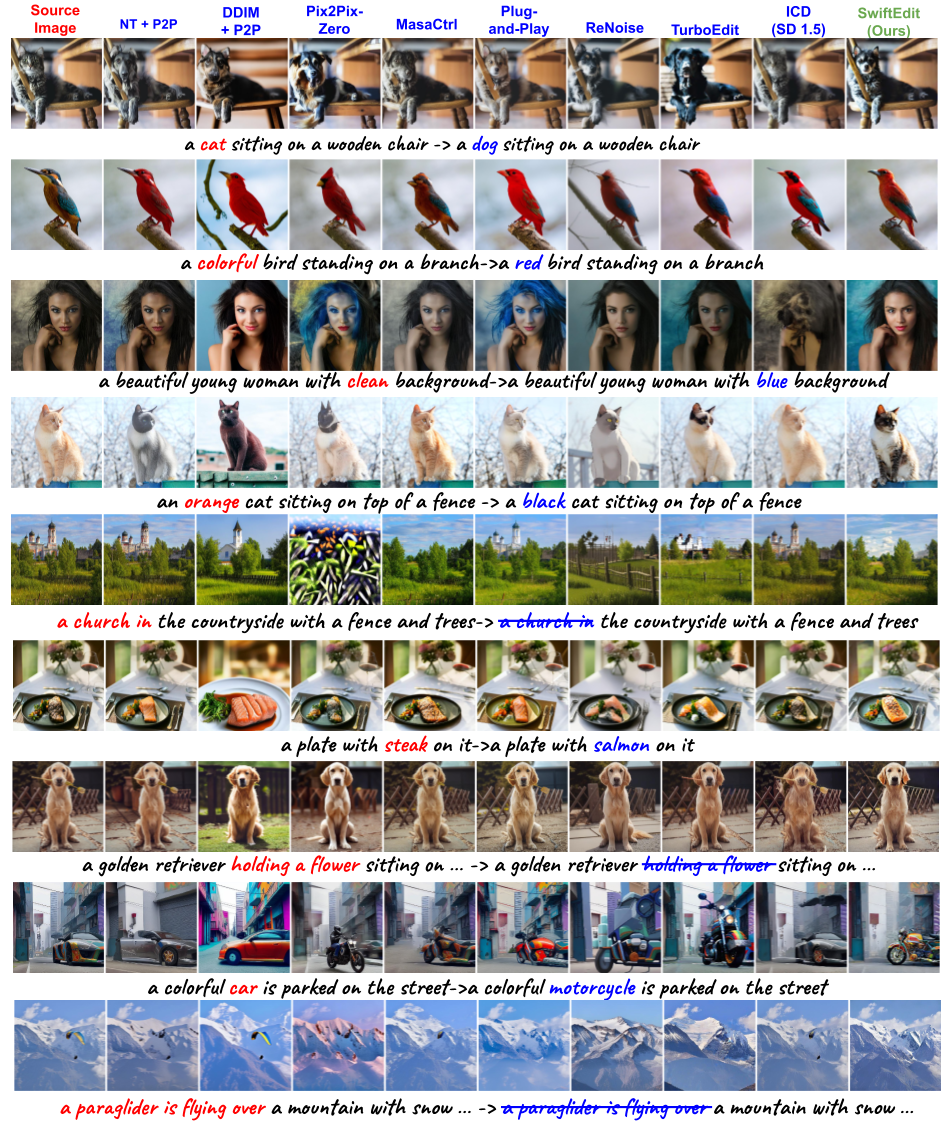 Source Image
NT + P2P
DDIM + P2P
Pix2Pix-Zero
MasaCtrl
Plug-and-Play
ReNoise
TurboEdit
ICD (SD 1.5)
SwiftEdit (Ours)
a cat sitting on a wooden chair -> a dog sitting on a wooden chair
a colorful bird standing on a branch->a red bird standing on a branch
a beautiful young woman with clean background->a beautiful young woman with blue background
an orange cat sitting on top of a fence -> a black cat sitting on top of a fence
a church in the countryside with a fence and trees-> a church in the countryside with a fence and trees
a plate with steak on it->a plate with salmon on it
a golden retriever holding a flower sitting on ... -> a golden retriever holding a flower sitting on ...
a colorful car is parked on the street->a colorful motorcycle is parked on the street
a paraglider is flying over a mountain with snow ... -> a paraglider is flying over a mountain with snow ...